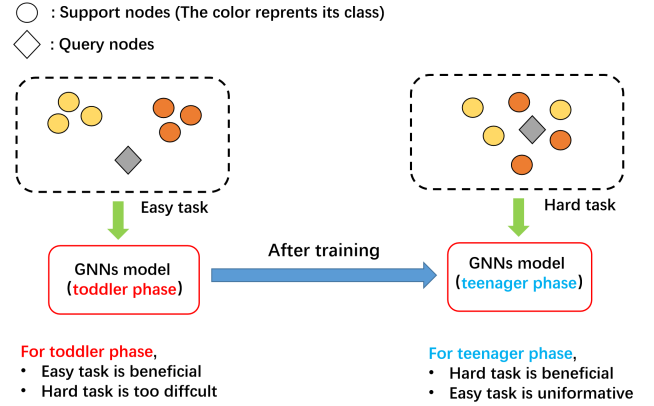 : Support nodes (The color reprents its class)
: Query nodes
Easy task
Hard task
GNNs model
(toddler phase)
After training
GNNs model
(teenager phase)
For toddler phase,
• Easy task is beneficial
• Hard task is too diffcult
For teenager phase,
• Hard task is beneficial
• Easy task is uniformative